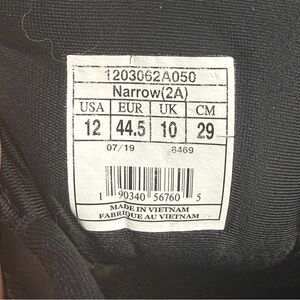 1203062A050
Narrow(2A)
USA EUR UK CM
12 44.5 10 29
07/19 8469
1 90340 56760 5
MADE IN VIETNAM
FABRIQUE AU VIETNAM